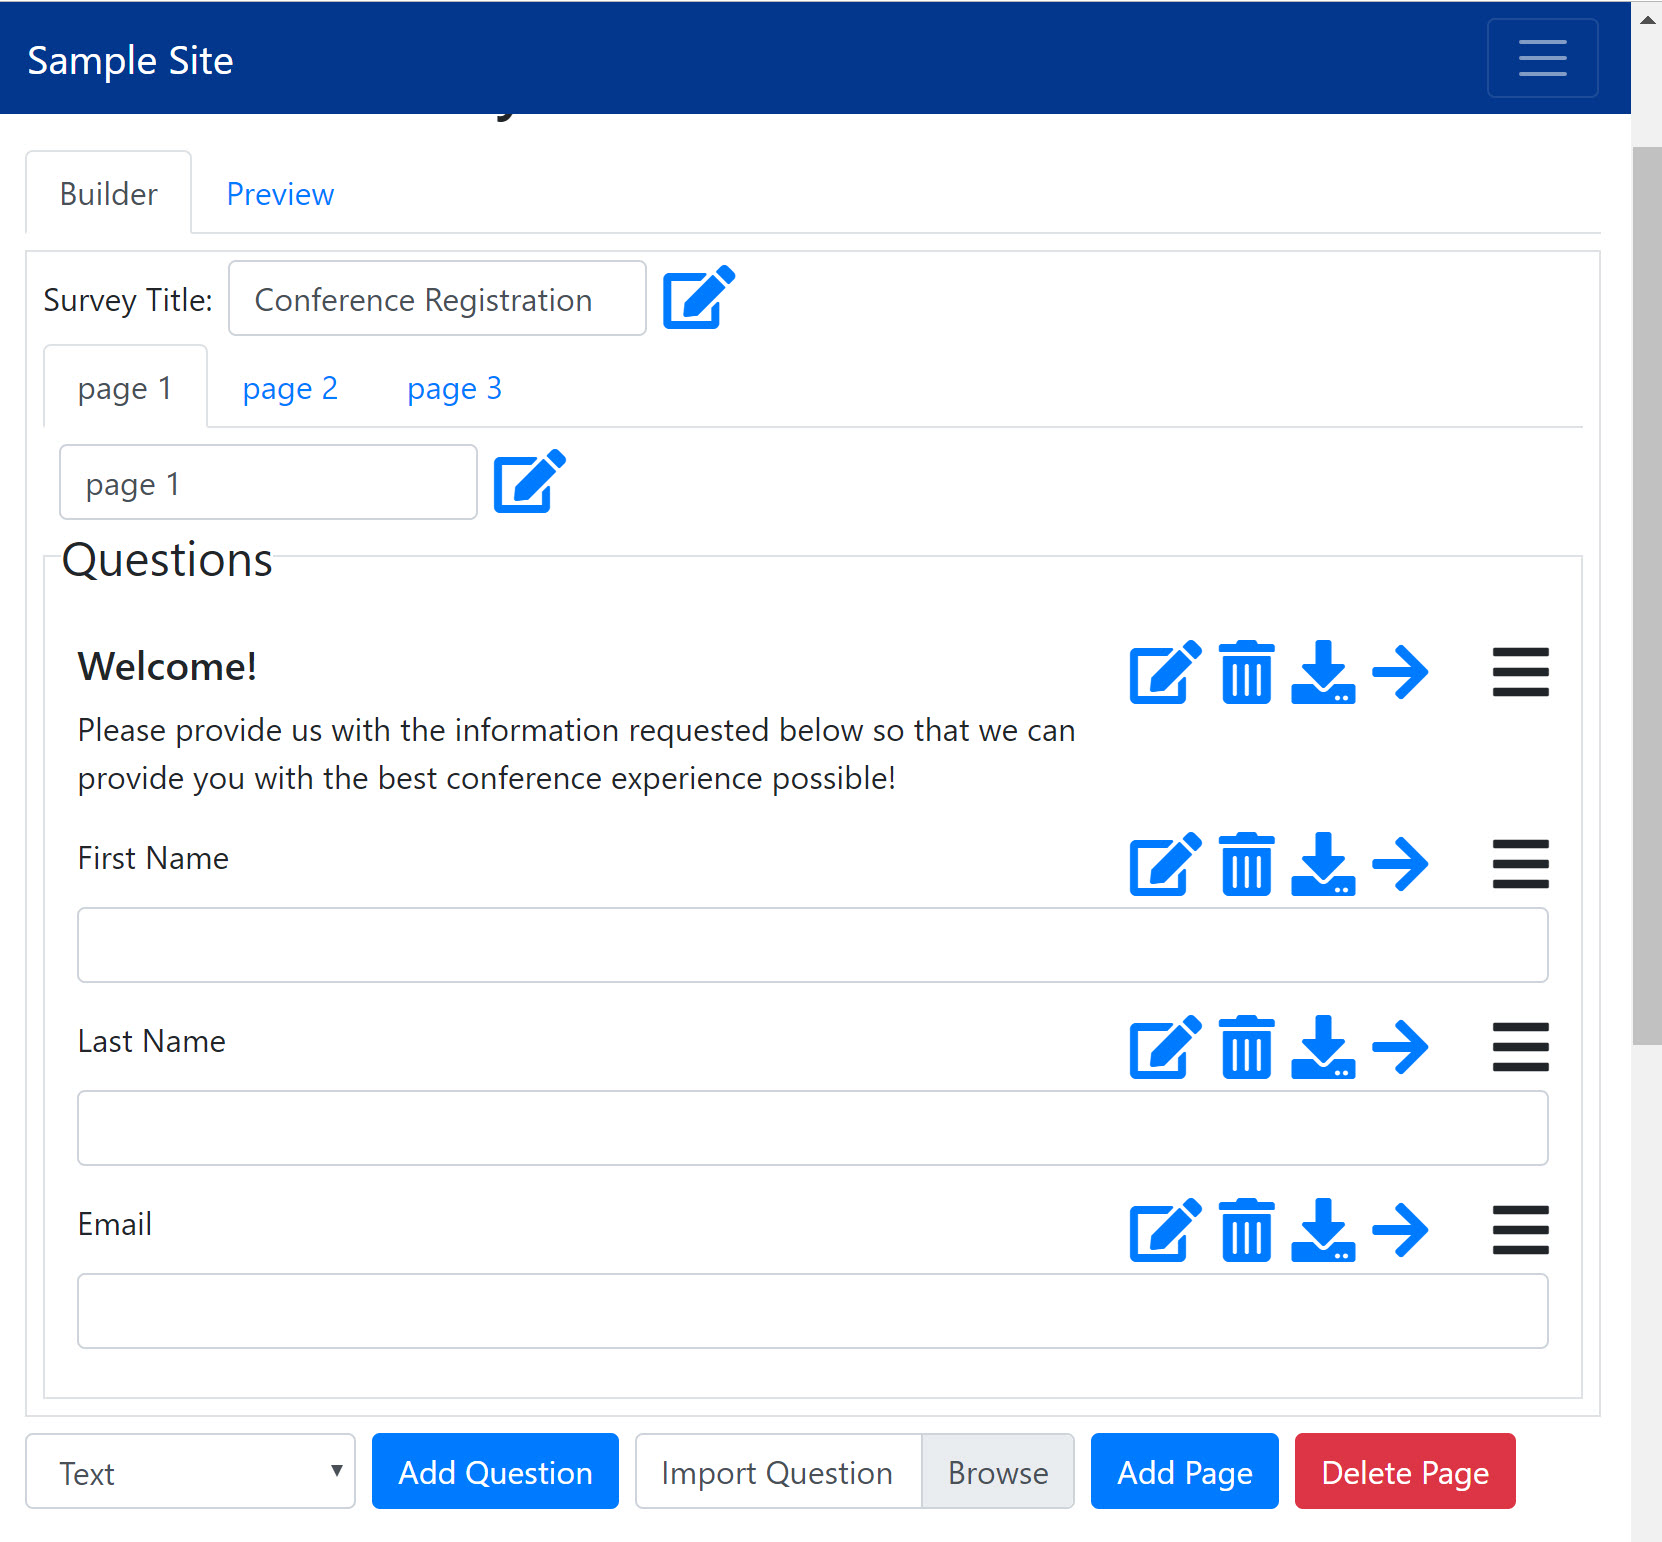 Sample Site
Builder
Preview
Survey Title:
Conference Registration
page 1
page 2
page 3
page 1
Questions
Welcome!
Please provide us with the information requested below so that we can
provide you with the best conference experience possible!
First Name
Last Name
Email
Text
Add Question
Import Question
Browse
Add Page
Delete Page